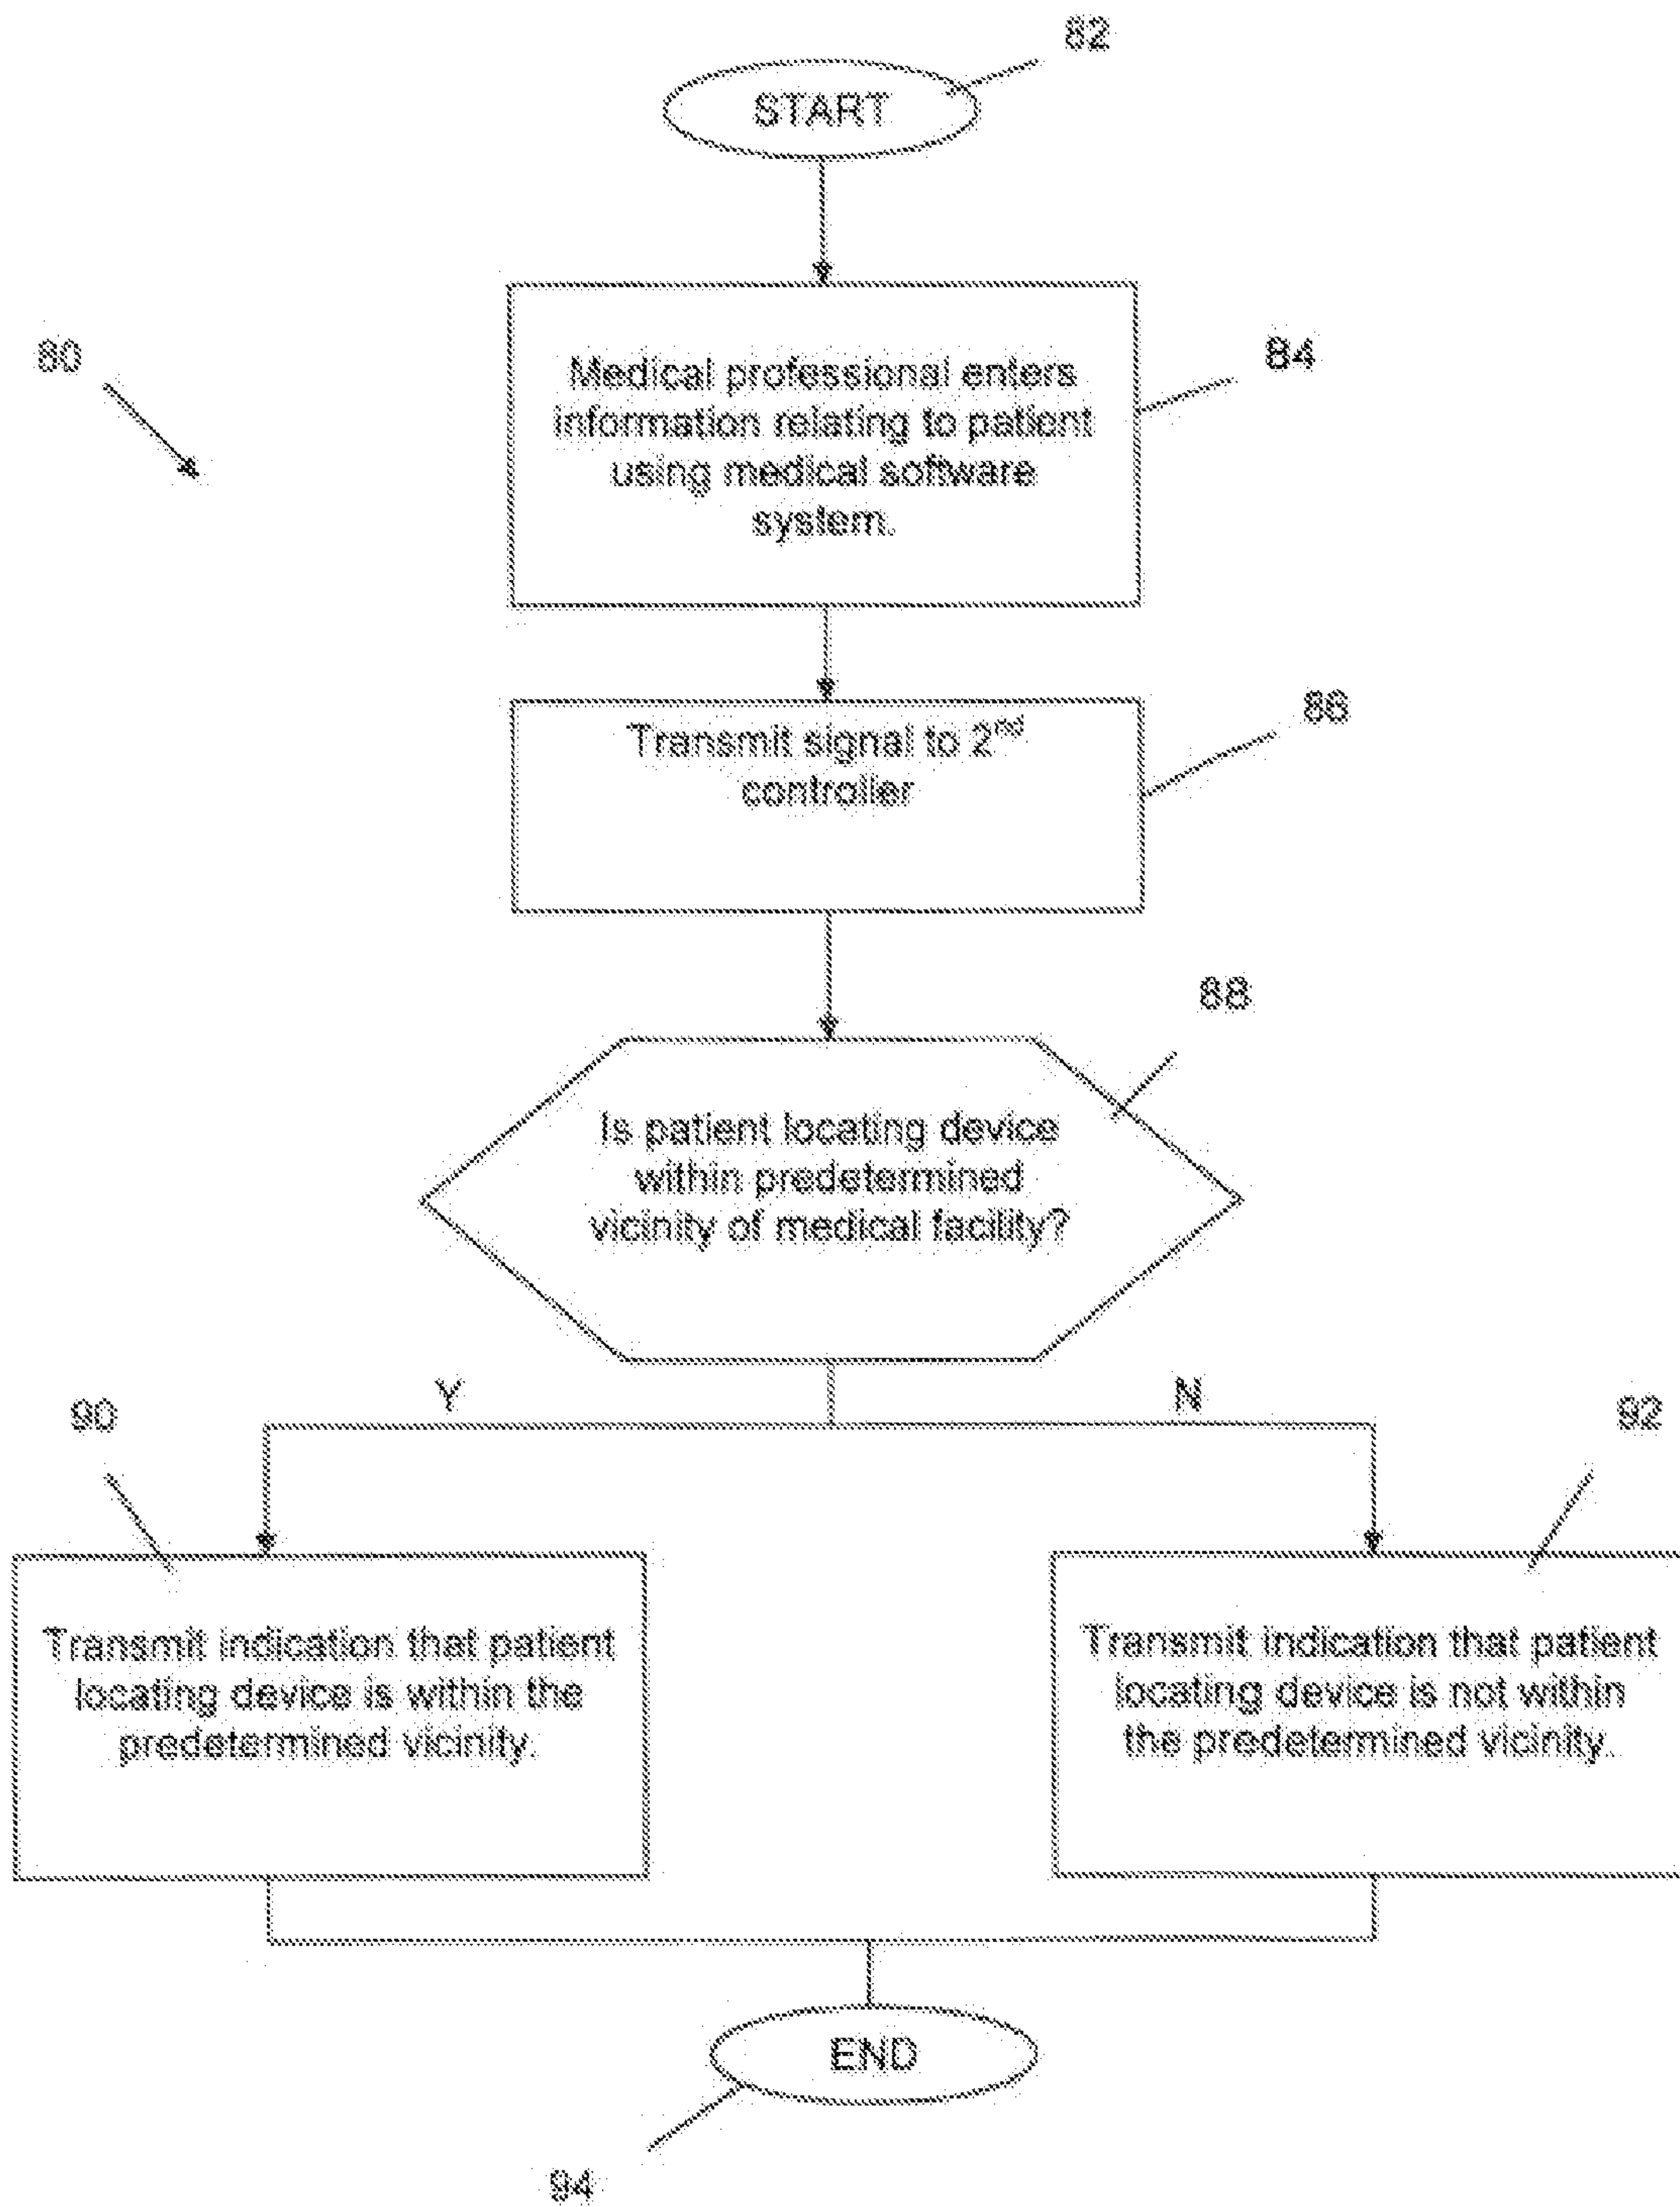 82
START
80
Medical professional enters
information relating to patient
using medical software
system.
84
Transmit signal to 2nd
controller
86
88
Is patient locating device
within predetermined
vicinity of medical facility?
Y
N
90
92
Transmit indication that patient
locating device is within the
predetermined vicinity.
Transmit indication that patient
locating device is not within
the predetermined vicinity.
END
94